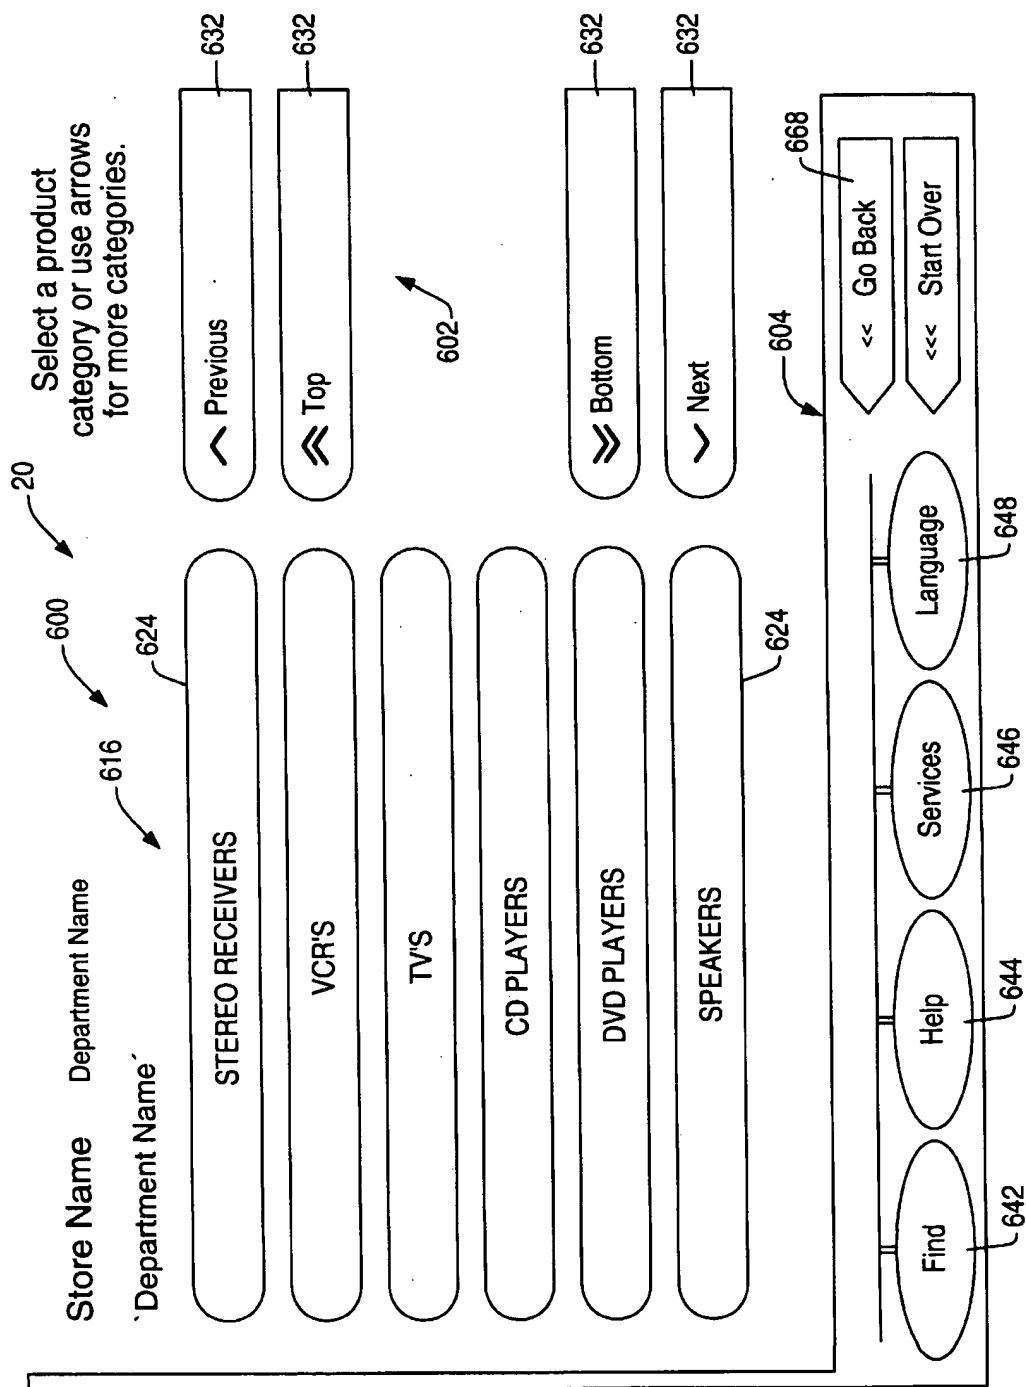 Store Name Department Name
`Department Name´
Select a product
category or use arrows
for more categories.
20
600
616
624
STEREO RECEIVERS
VCR'S
TV'S
CD PLAYERS
DVD PLAYERS
SPEAKERS
624
Previous
632
Top
632
602
Bottom
632
Next
632
604
Find
642
Help
644
Services
646
Language
648
<< Go Back
668
<<< Start Over